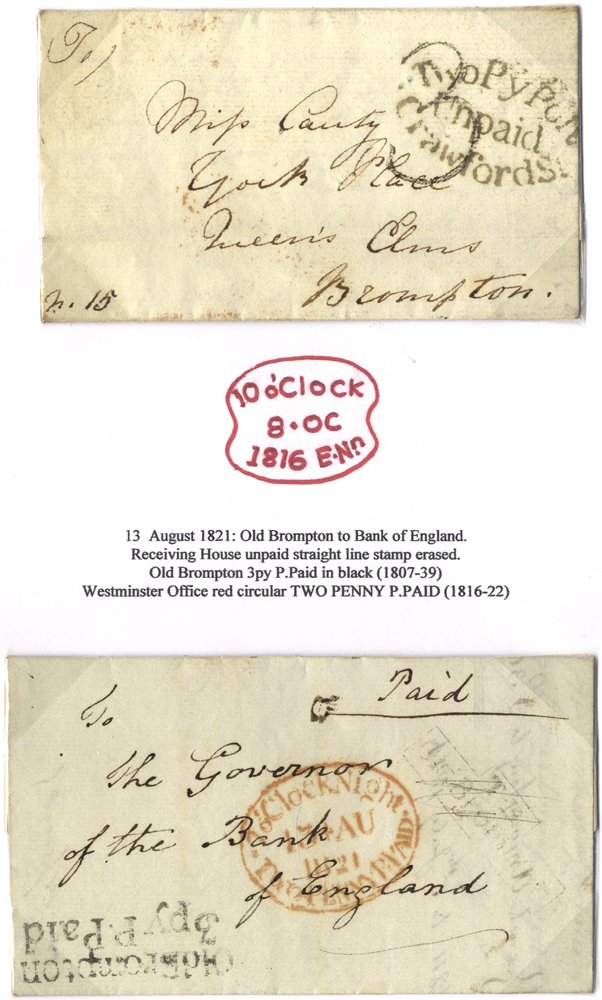 To
Two Py Post
Unpaid
Crawfords
2
Miss Canty
York Place
Queen's Elms
Brompton.
n. 15
10 o'Clock
8·OC
1816 E·Nn
13 August 1821: Old Brompton to Bank of England.
Receiving House unpaid straight line stamp erased.
Old Brompton 3py P.Paid in black (1807-39)
Westminster Office red circular TWO PENNY P.PAID (1816-22)
Paid
To
The Governor
of the Bank
of England
o'Clock Night
13·AU
1821
TWO PENNY P.PAID
Old Brompton
3py P.Paid